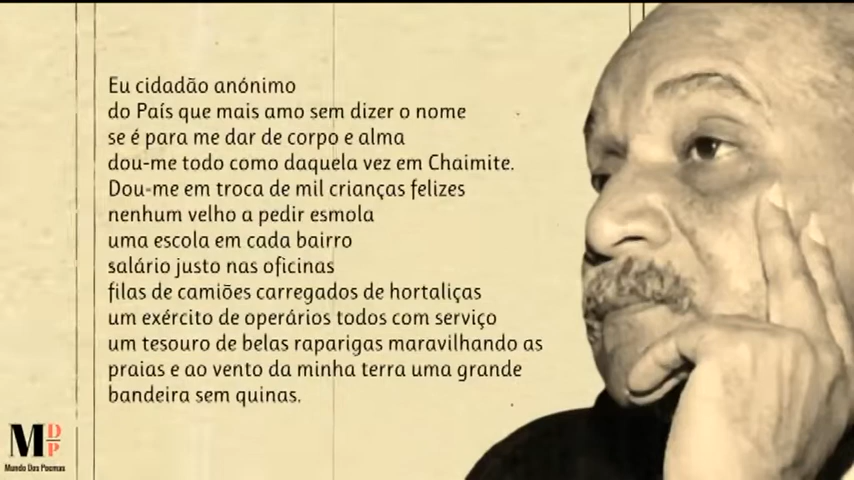 Eu cidadão anónimo
do País que mais amo sem dizer o nome
se é para me dar de corpo e alma
dou-me todo como daquela vez em Chaimite.
Dou-me em troca de mil crianças felizes
nenhum velho a pedir esmola
uma escola em cada bairro
salário justo nas oficinas
filas de camiões carregados de hortaliças
um exército de operários todos com serviço
um tesouro de belas raparigas maravilhando as
praias e ao vento da minha terra uma grande
bandeira sem quinas.
M D P
Mundo Dos Poemas